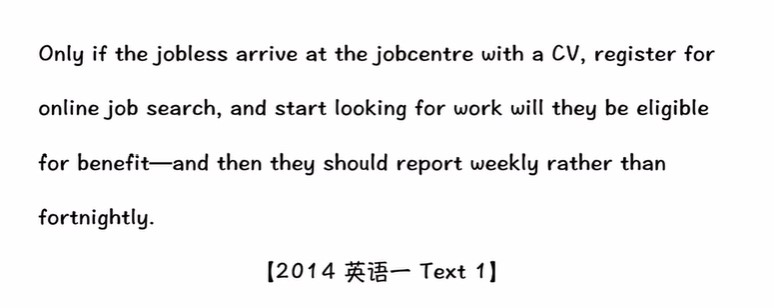 Only if the jobless arrive at the jobcentre with a CV, register for
online job search, and start looking for work will they be eligible
for benefit—and then they should report weekly rather than
fortnightly.
【2014 英语一 Text 1】